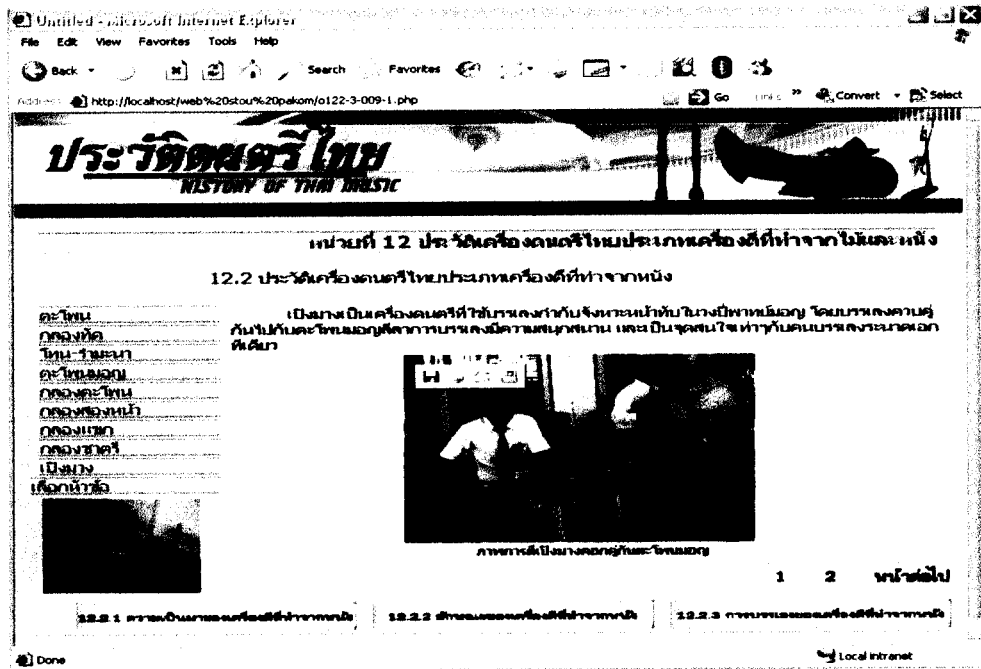 Untitled - Microsoft Internet Explorer
File Edit View Favorites Tools Help
Back Search Favorites
Address http://localhost/web%20stou%20pakom/o122-3-009-1.php Go Links » Convert Select
ประวัติดนตรีไทย
HISTORY OF THAI MUSIC
หน่วยที่ 12 ประวัติเครื่องดนตรีไทยประเภทเครื่องตีที่ทำจากไม้และหนัง
12.2 ประวัติเครื่องดนตรีไทยประเภทเครื่องตีที่ทำจากหนัง
ตะโพน
กลองทัด
โทน-รำมะนา
ตะโพนมอญ
กลองตะโพน
กลองสองหน้า
กลองแขก
กลองชาตรี
เปิงมาง
เลือกหัวข้อ
เปิงมางเป็นเครื่องดนตรีที่ใช้บรรเลงกำกับจังหวะหน้าทับในวงปี่พาทย์มอญ โดยบรรเลงควบคู่
กันไปกับตะโพนมอญลีลาการบรรเลงมีความสนุกสนาน และเป็นจุดสนใจเท่าๆกับคนบรรเลงระนาดเอก
ทีเดียว
ภาพการตีเปิงมางคอกคู่กับตะโพนมอญ
1 2 หน้าต่อไป
12.2.1 ความเป็นมาของเครื่องตีที่ทำจากหนัง
12.2.2 ลักษณะของเครื่องตีที่ทำจากหนัง
12.2.3 การบรรเลงของเครื่องตีที่ทำจากหนัง
Done Local intranet